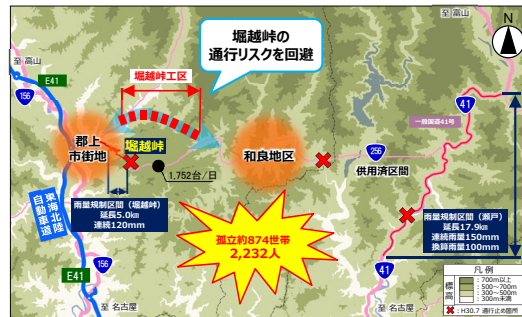 至 高山
E41
156
堀越峠の
通行リスクを回避
堀越峠工区
至 高山
N
41
一般国道41号
郡上
市街地
堀越峠
1,752台/日
和良地区
256
供用済区間
雨量規制区間（堀越峠）
延長5.0km
連続120mm
東海北陸
自動車道
孤立約874世帯
2,232人
雨量規制区間（瀬戸）
延長17.9km
連続雨量150mm
換算雨量100mm
156
E41
至 名古屋
41
至 名古屋
凡 例
標高
：700m以上
：500～700m
：300～500m
：300m未満
：H30.7 通行止め箇所